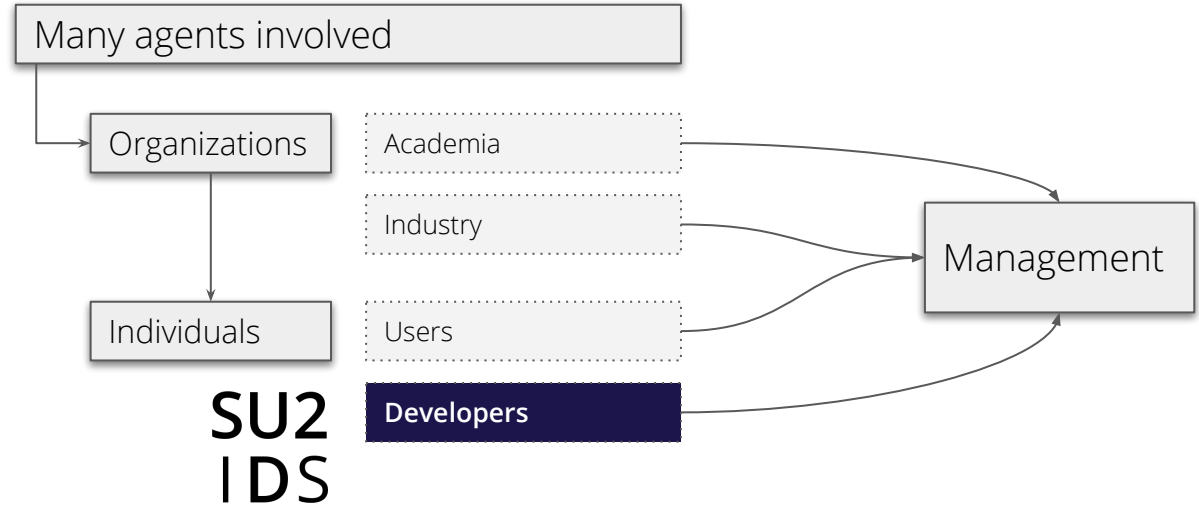 Many agents involved
Organizations
Academia
Industry
Management
Individuals
Users
Developers
SU2
IDS